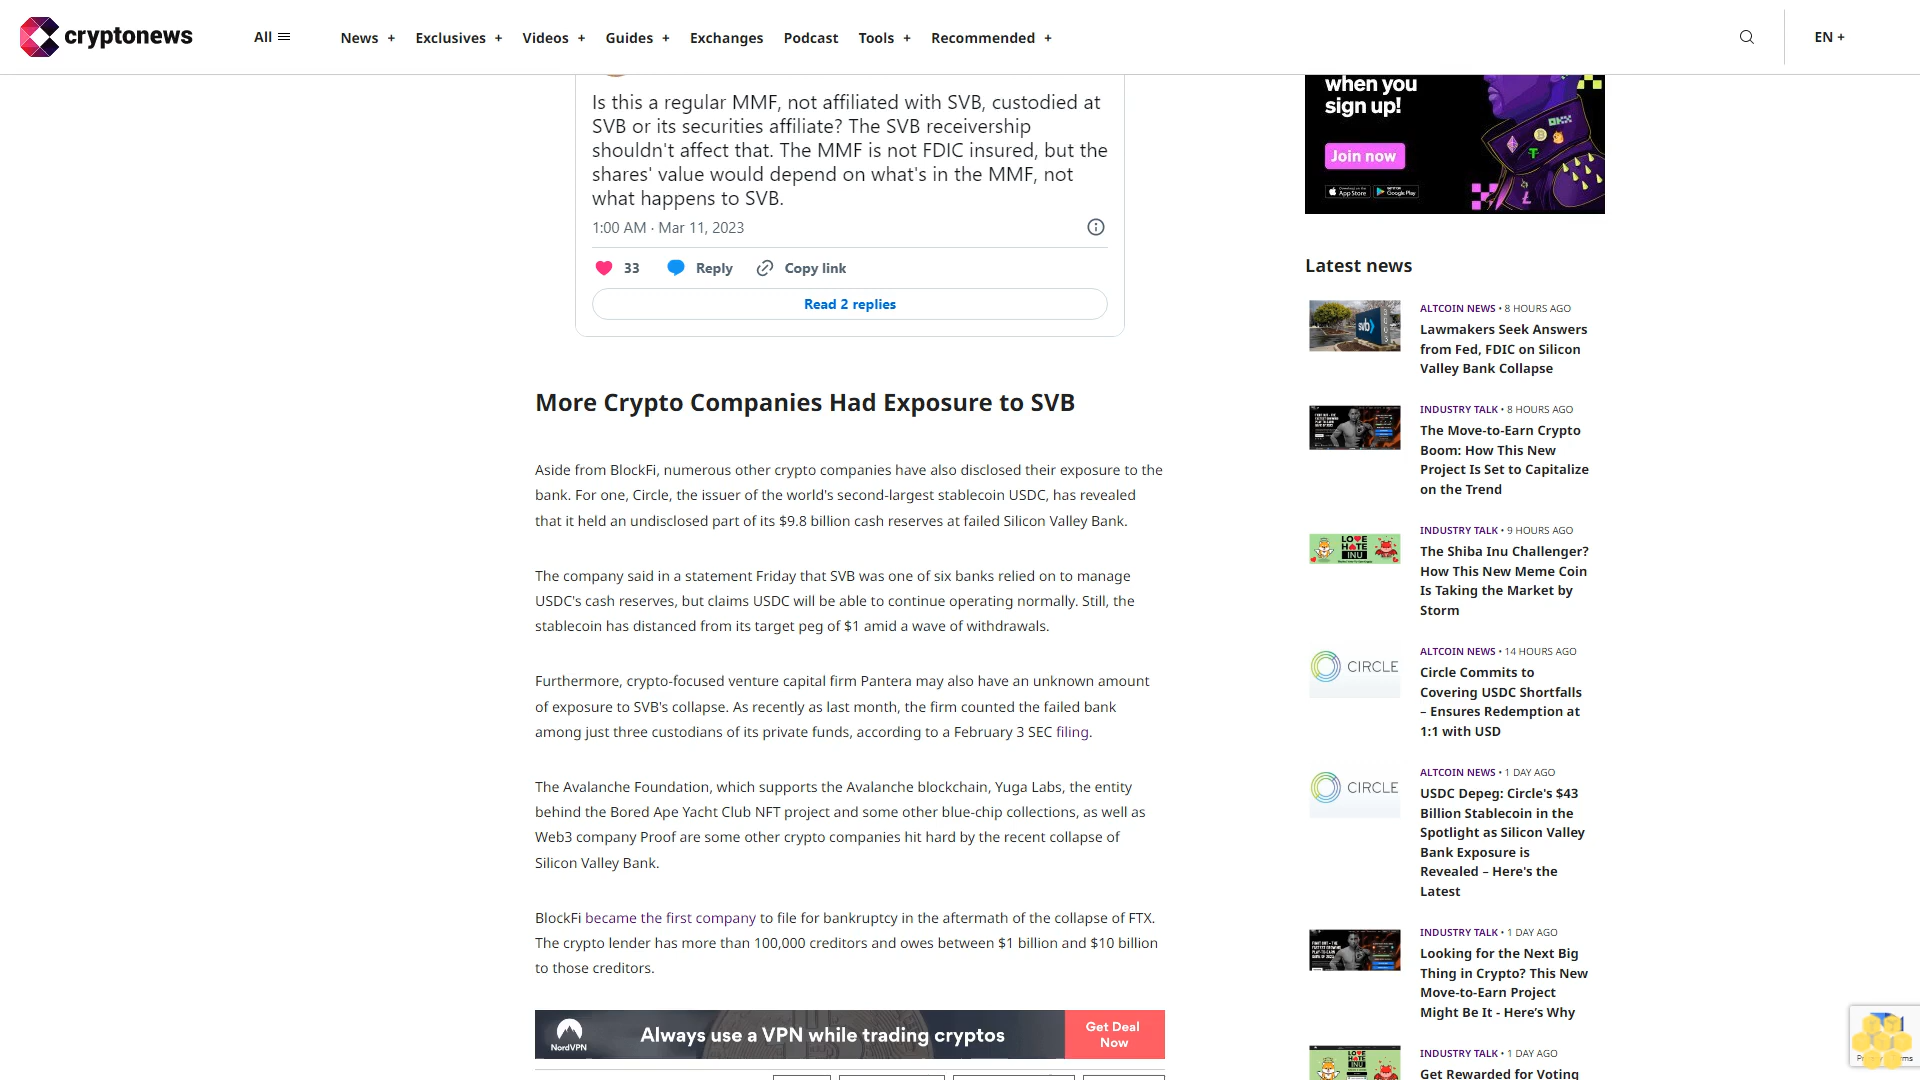 cryptonews
All
News +
Exclusives +
Videos +
Guides +
Exchanges
Podcast
Tools +
Recommended +
EN +
Is this a regular MMF, not affiliated with SVB, custodied at
SVB or its securities affiliate? The SVB receivership
shouldn't affect that. The MMF is not FDIC insured, but the
shares' value would depend on what's in the MMF, not
what happens to SVB.
1:00 AM · Mar 11, 2023
33
Reply
Copy link
Read 2 replies
More Crypto Companies Had Exposure to SVB
Aside from BlockFi, numerous other crypto companies have also disclosed their exposure to the
bank. For one, Circle, the issuer of the world's second-largest stablecoin USDC, has revealed
that it held an undisclosed part of its $9.8 billion cash reserves at failed Silicon Valley Bank.
The company said in a statement Friday that SVB was one of six banks relied on to manage
USDC's cash reserves, but claims USDC will be able to continue operating normally. Still, the
stablecoin has distanced from its target peg of $1 amid a wave of withdrawals.
Furthermore, crypto-focused venture capital firm Pantera may also have an unknown amount
of exposure to SVB's collapse. As recently as last month, the firm counted the failed bank
among just three custodians of its private funds, according to a February 3 SEC filing.
The Avalanche Foundation, which supports the Avalanche blockchain, Yuga Labs, the entity
behind the Bored Ape Yacht Club NFT project and some other blue-chip collections, as well as
Web3 company Proof are some other crypto companies hit hard by the recent collapse of
Silicon Valley Bank.
BlockFi became the first company to file for bankruptcy in the aftermath of the collapse of FTX.
The crypto lender has more than 100,000 creditors and owes between $1 billion and $10 billion
to those creditors.
NordVPN
Always use a VPN while trading cryptos
Get Deal
Now
when you
sign up!
Join now
App Store
Google Play
Latest news
svb
ALTCOIN NEWS • 8 HOURS AGO
Lawmakers Seek Answers
from Fed, FDIC on Silicon
Valley Bank Collapse
INDUSTRY TALK • 8 HOURS AGO
The Move-to-Earn Crypto
Boom: How This New
Project Is Set to Capitalize
on the Trend
LOVE
HATE
INU
INDUSTRY TALK • 9 HOURS AGO
The Shiba Inu Challenger?
How This New Meme Coin
Is Taking the Market by
Storm
CIRCLE
ALTCOIN NEWS • 14 HOURS AGO
Circle Commits to
Covering USDC Shortfalls
– Ensures Redemption at
1:1 with USD
CIRCLE
ALTCOIN NEWS • 1 DAY AGO
USDC Depeg: Circle's $43
Billion Stablecoin in the
Spotlight as Silicon Valley
Bank Exposure is
Revealed – Here's the
Latest
INDUSTRY TALK • 1 DAY AGO
Looking for the Next Big
Thing in Crypto? This New
Move-to-Earn Project
Might Be It - Here's Why
LOVE
HATE
INDUSTRY TALK • 1 DAY AGO
Get Rewarded for Voting